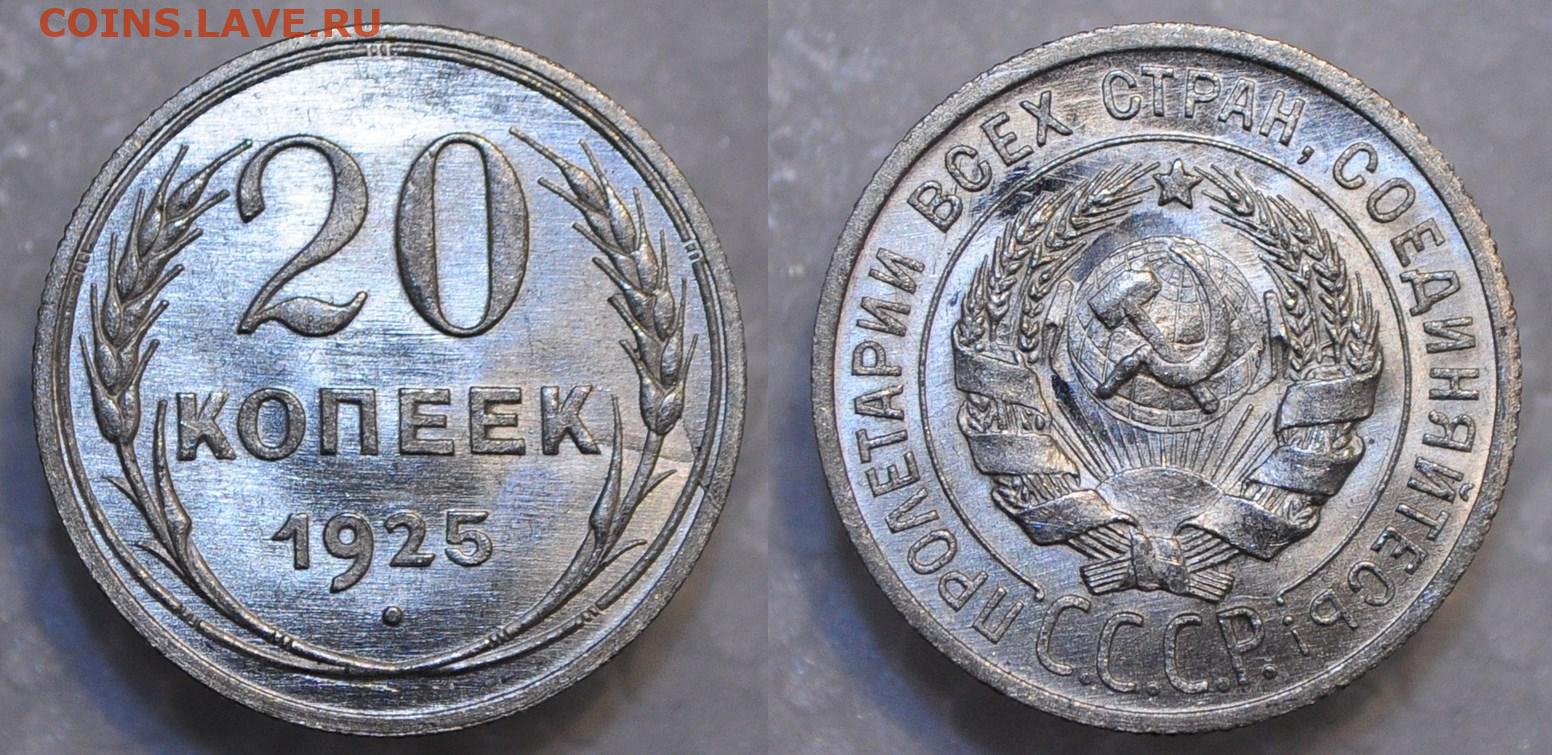 COINS.LAVE.RU
20
КОПЕЕК
1925
ПРОЛЕТАРИИ ВСЕХ СТРАН, СОЕДИНЯЙТЕСЬ!
С.С.С.Р.